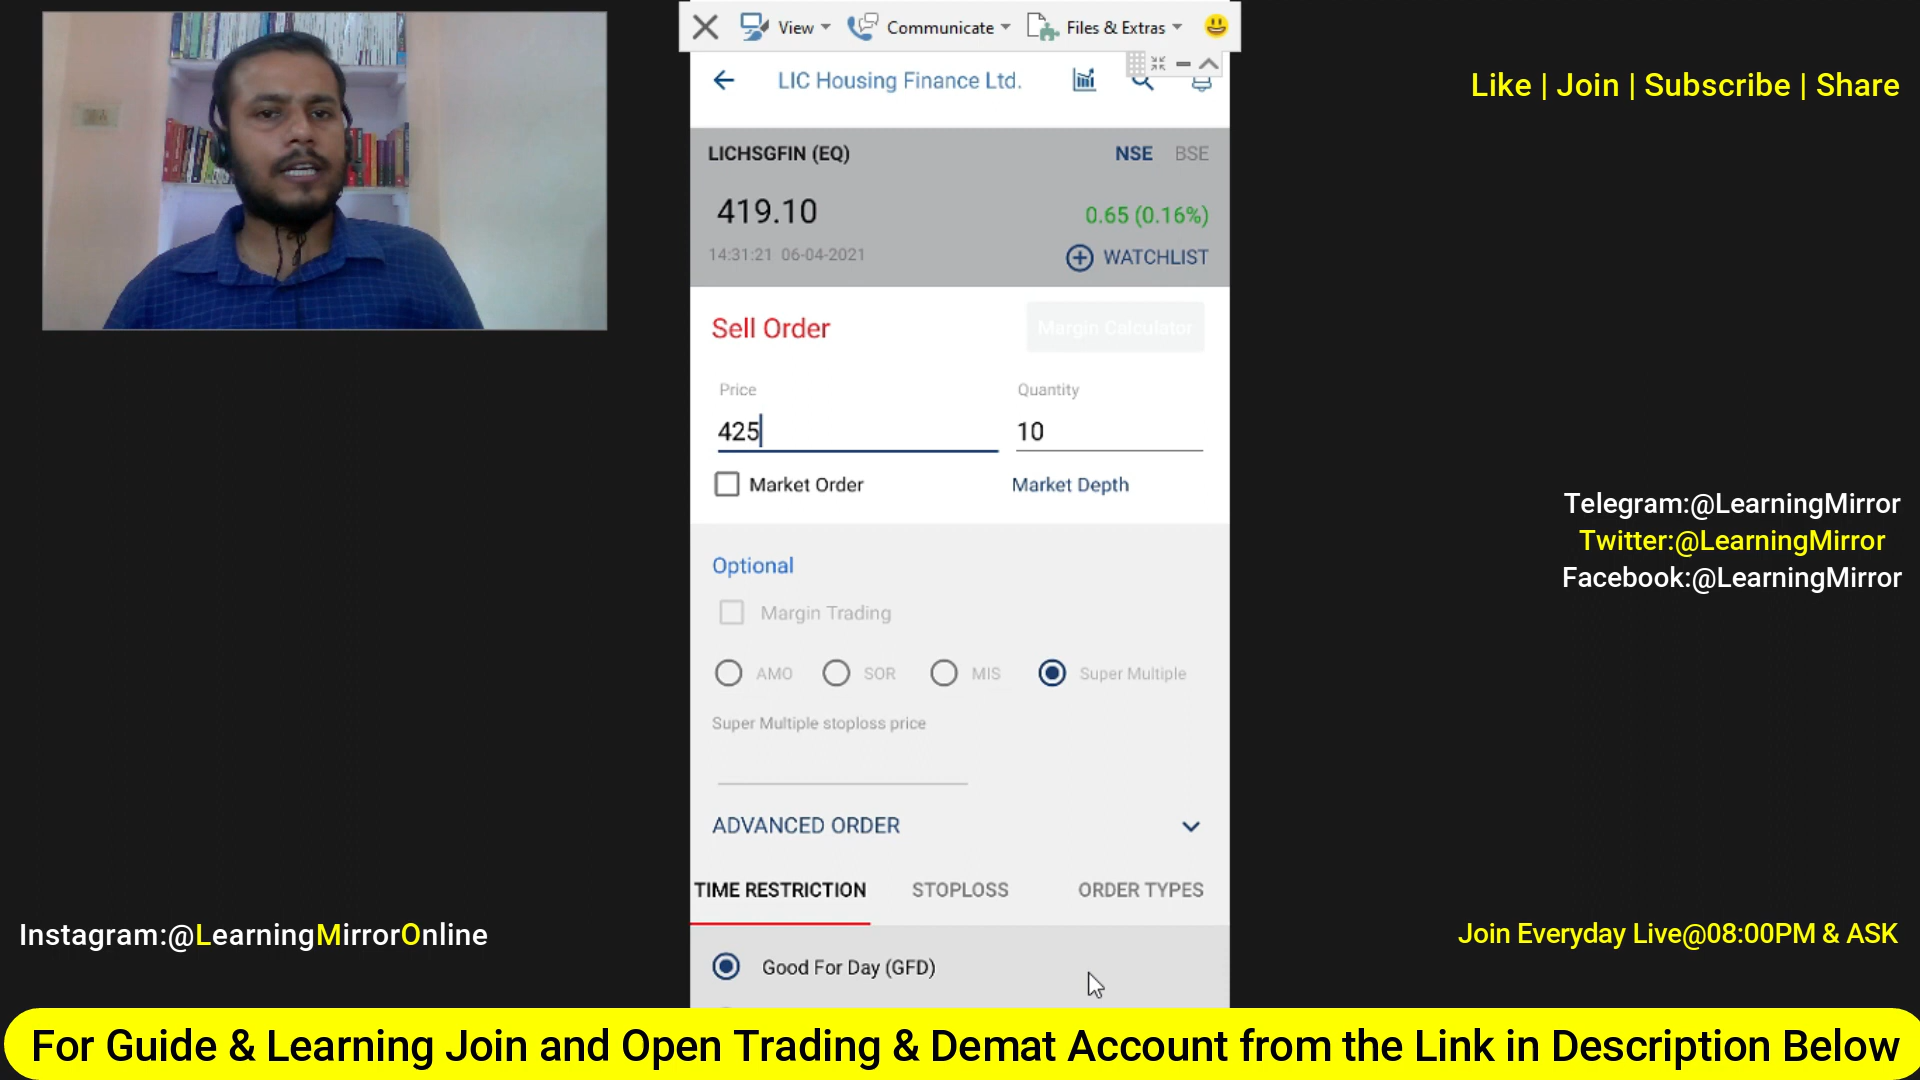 View
Communicate
Files & Extras
LIC Housing Finance Ltd.
LICHSGFIN (EQ)
NSE BSE
419.10
0.65 (0.16%)
14:31:21 06-04-2021
WATCHLIST
Sell Order
Margin Calculator
Price
Quantity
425
10
Market Order
Market Depth
Optional
Margin Trading
AMO SOR MIS Super Multiple
Super Multiple stoploss price
ADVANCED ORDER
TIME RESTRICTION STOPLOSS ORDER TYPES
Good For Day (GFD)
Like | Join | Subscribe | Share
Telegram:@LearningMirror
Twitter:@LearningMirror
Facebook:@LearningMirror
Instagram:@LearningMirrorOnline
Join Everyday Live@08:00PM & ASK
For Guide & Learning Join and Open Trading & Demat Account from the Link in Description Below